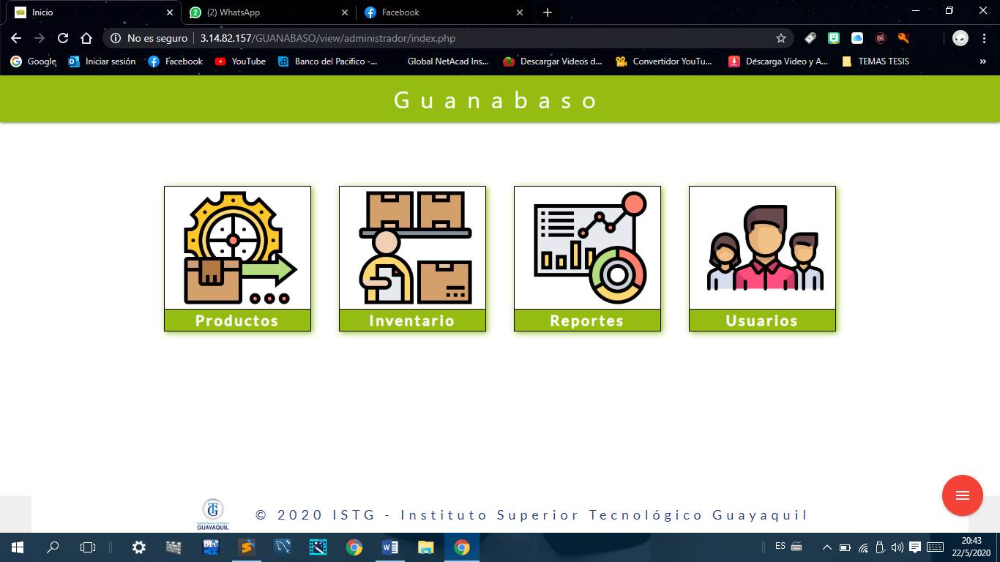 Inicio
(2) WhatsApp
Facebook
No es seguro
3.14.82.157/GUANABASO/view/administrador/index.php
Google
Iniciar sesión
Facebook
YouTube
Banco del Pacifico -...
Global NetAcad Ins...
Descargar Videos d...
Convertidor YouTu...
Descarga Video y A...
TEMAS TESIS
»
Guanabaso
Productos
Inventario
Reportes
Usuarios
GUAYAQUIL
© 2020 ISTG - Instituto Superior Tecnológico Guayaquil
DEV
ES
20:43
22/5/2020